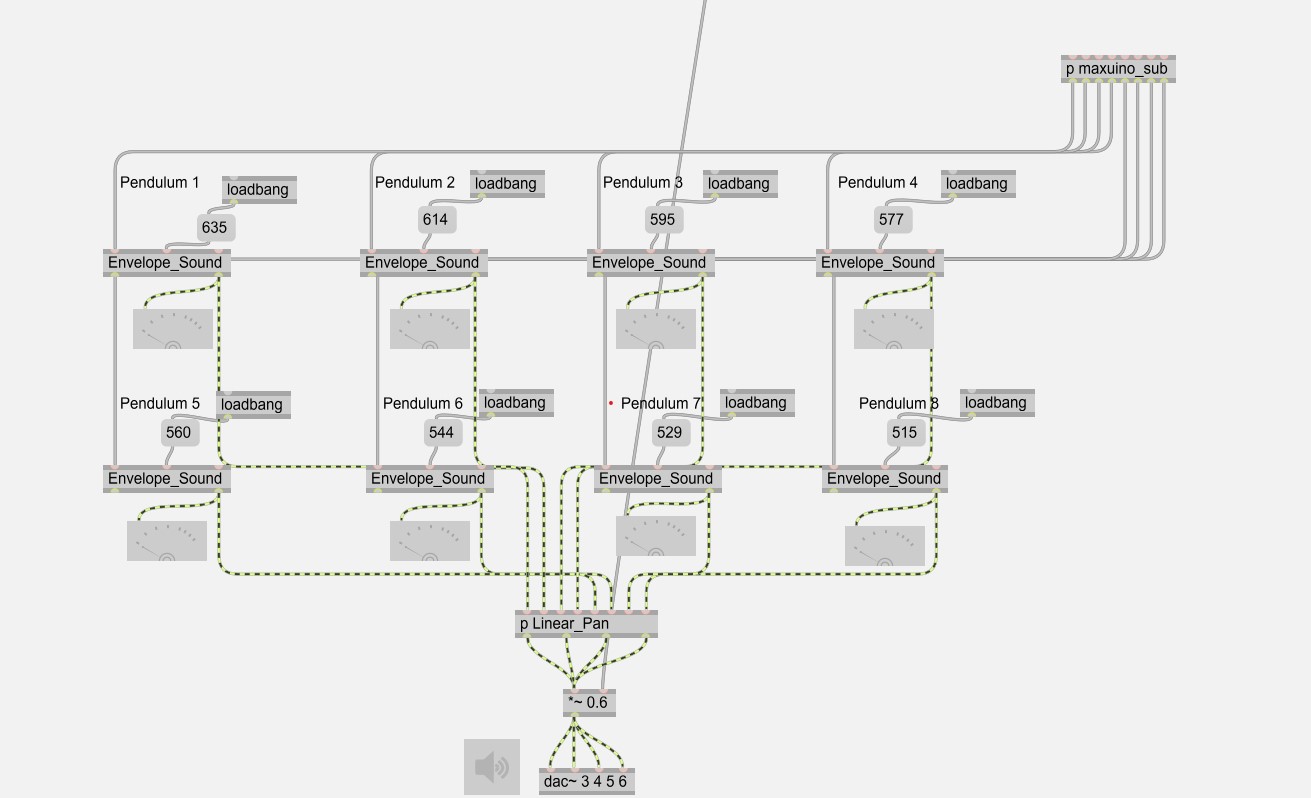 p maxuino_sub
Pendulum 1
loadbang
635
Envelope_Sound
Pendulum 2
loadbang
614
Envelope_Sound
Pendulum 3
loadbang
595
Envelope_Sound
Pendulum 4
loadbang
577
Envelope_Sound
Pendulum 5
loadbang
560
Envelope_Sound
Pendulum 6
loadbang
544
Envelope_Sound
Pendulum 7
loadbang
529
Envelope_Sound
Pendulum 8
loadbang
515
Envelope_Sound
p Linear_Pan
*~ 0.6
dac~ 3 4 5 6